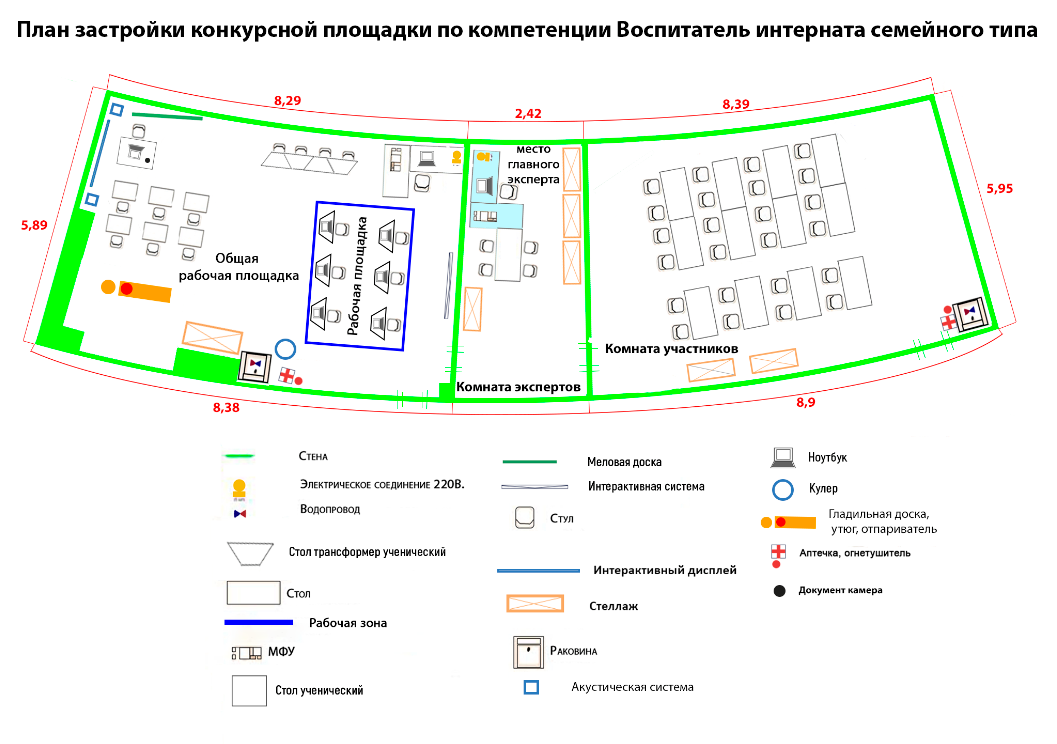 План застройки конкурсной площадки по компетенции Воспитатель интерната семейного типа
8,29
2,42
8,39
место
главного
эксперта
5,89
5,95
Общая
рабочая площадка
Рабочая площадка
Комната участников
Комната экспертов
8,38
8,9
Стена
Электрическое соединение 220В.
Водопровод
Стол трансформер ученический
Стол
Рабочая зона
МФУ
Стол ученический
Меловая доска
Интерактивная система
Стул
Интерактивный дисплей
Стеллаж
Раковина
Акустическая система
Ноутбук
Кулер
Гладильная доска,
утюг, отпариватель
Аптечка, огнетушитель
Документ камера